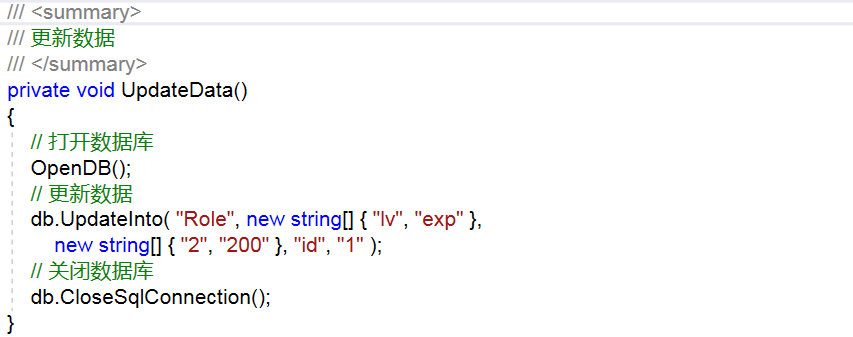 /// <summary>
/// 更新数据
/// </summary>
private void UpdateData()
{
// 打开数据库
OpenDB();
// 更新数据
db.UpdateInto( "Role", new string[] { "lv", "exp" },
new string[] { "2", "200" }, "id", "1" );
// 关闭数据库
db.CloseSqlConnection();
}